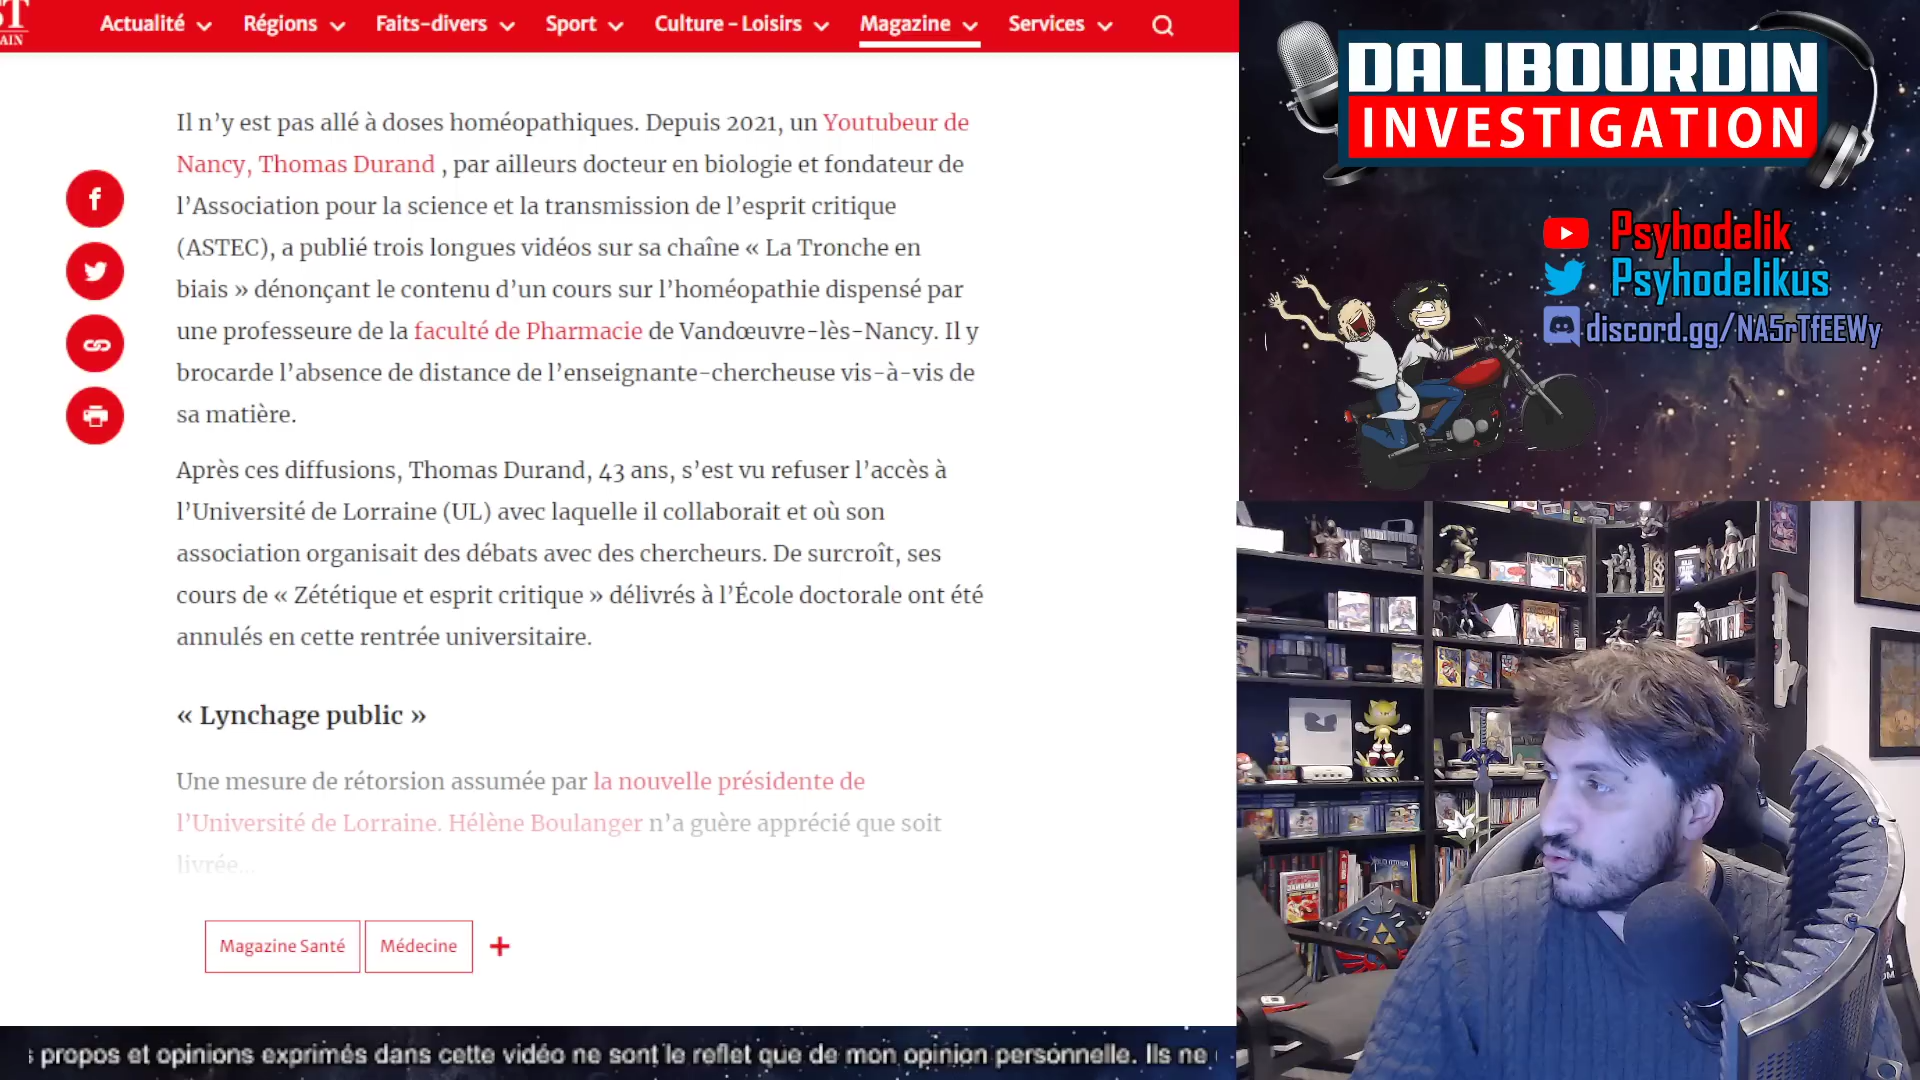 ST
AIN
Actualité
Régions
Faits-divers
Sport
Culture - Loisirs
Magazine
Services
Il n’y est pas allé à doses homéopathiques. Depuis 2021, un Youtubeur de
Nancy, Thomas Durand , par ailleurs docteur en biologie et fondateur de
l’Association pour la science et la transmission de l’esprit critique
(ASTEC), a publié trois longues vidéos sur sa chaîne « La Tronche en
biais » dénonçant le contenu d’un cours sur l’homéopathie dispensé par
une professeure de la faculté de Pharmacie de Vandœuvre-lès-Nancy. Il y
brocarde l’absence de distance de l’enseignante-chercheuse vis-à-vis de
sa matière.
Après ces diffusions, Thomas Durand, 43 ans, s’est vu refuser l’accès à
l’Université de Lorraine (UL) avec laquelle il collaborait et où son
association organisait des débats avec des chercheurs. De surcroît, ses
cours de « Zététique et esprit critique » délivrés à l’École doctorale ont été
annulés en cette rentrée universitaire.
« Lynchage public »
Une mesure de rétorsion assumée par la nouvelle présidente de
l’Université de Lorraine. Hélène Boulanger n’a guère apprécié que soit
livrée...
Magazine Santé
Médecine
+
DALIBOURDIN
INVESTIGATION
Psyhodelik
Psyhodelikus
discord.gg/NA5rTfEEWy
propos et opinions exprimés dans cette vidéo ne sont le reflet que de mon opinion personnelle. Ils ne